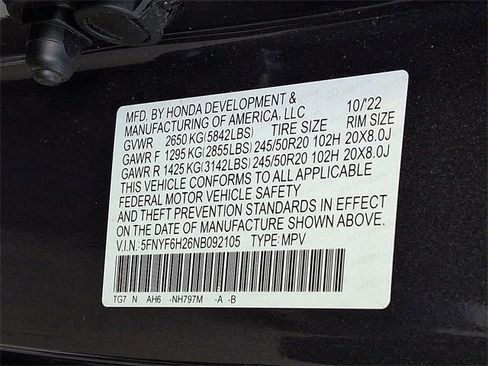 MFD. BY HONDA DEVELOPMENT & 10/'22
MANUFACTURING OF AMERICA, LLC
GVWR 2650 KG(5842LBS) TIRE SIZE RIM SIZE
GAWR F 1295 KG(2855LBS) 245/50R20 102H 20X8.0J
GAWR R 1425 KG(3142LBS) 245/50R20 102H 20X8.0J
THIS VEHICLE CONFORMS TO ALL APPLICABLE
FEDERAL MOTOR VEHICLE SAFETY
AND THEFT PREVENTION STANDARDS IN EFFECT
ON THE DATE OF MANUFACTURE SHOWN ABOVE.
V.I.N.: 5FNYF6H26NB092105 TYPE: MPV
TG7 N AH6 -NH797M -A -B